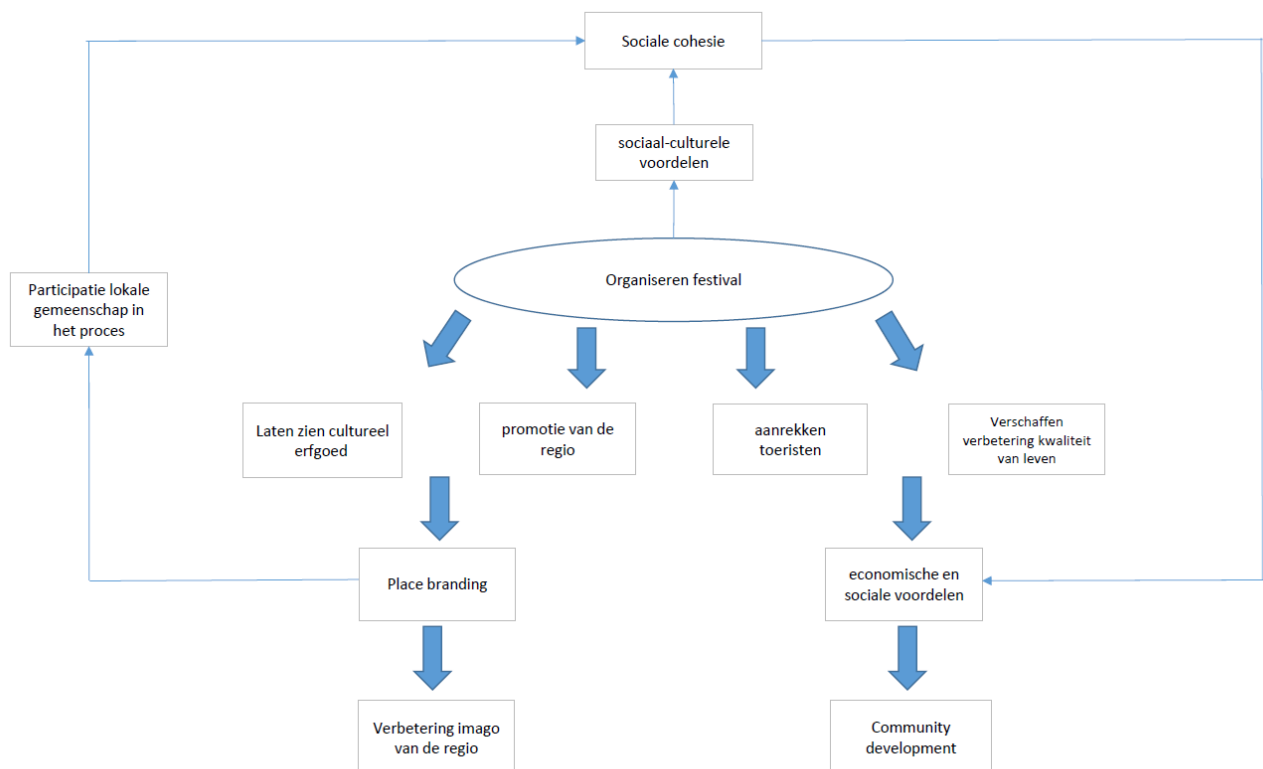 Sociale cohesie
sociaal-culturele
voordelen
Organiseren festival
Participatie lokale
gemeenschap in
het proces
Laten zien cultureel
erfgoed
promotie van de
regio
aanrekken
toeristen
Verschaffen
verbetering kwaliteit
van leven
Place branding
economische en
sociale voordelen
Verbetering imago
van de regio
Community
development